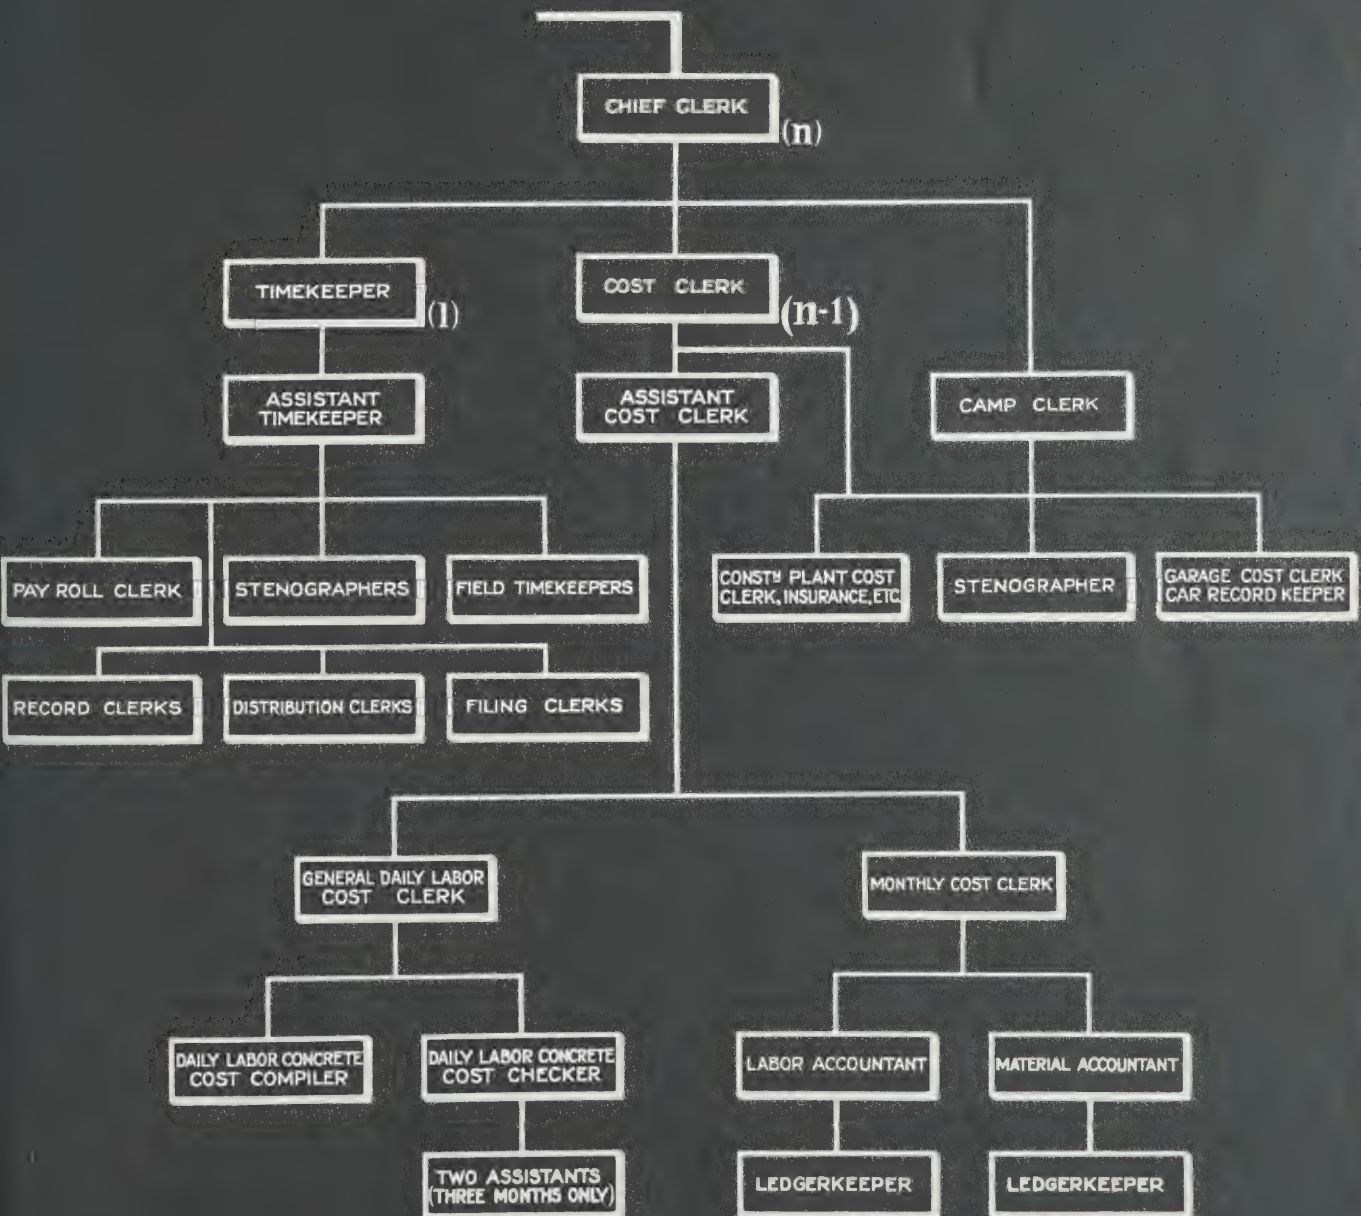 CHIEF CLERK
(n)
TIMEKEEPER
(l)
COST CLERK
(n-1)
ASSISTANT
TIMEKEEPER
ASSISTANT
COST CLERK
CAMP CLERK
PAY ROLL CLERK
STENOGRAPHERS
FIELD TIMEKEEPERS
CONSTN PLANT COST
CLERK, INSURANCE, ETC.
STENOGRAPHER
GARAGE COST CLERK
CAR RECORD KEEPER
RECORD CLERKS
DISTRIBUTION CLERKS
FILING CLERKS
GENERAL DAILY LABOR
COST CLERK
MONTHLY COST CLERK
DAILY LABOR CONCRETE
COST COMPILER
DAILY LABOR CONCRETE
COST CHECKER
LABOR ACCOUNTANT
MATERIAL ACCOUNTANT
TWO ASSISTANTS
(THREE MONTHS ONLY)
LEDGERKEEPER
LEDGERKEEPER